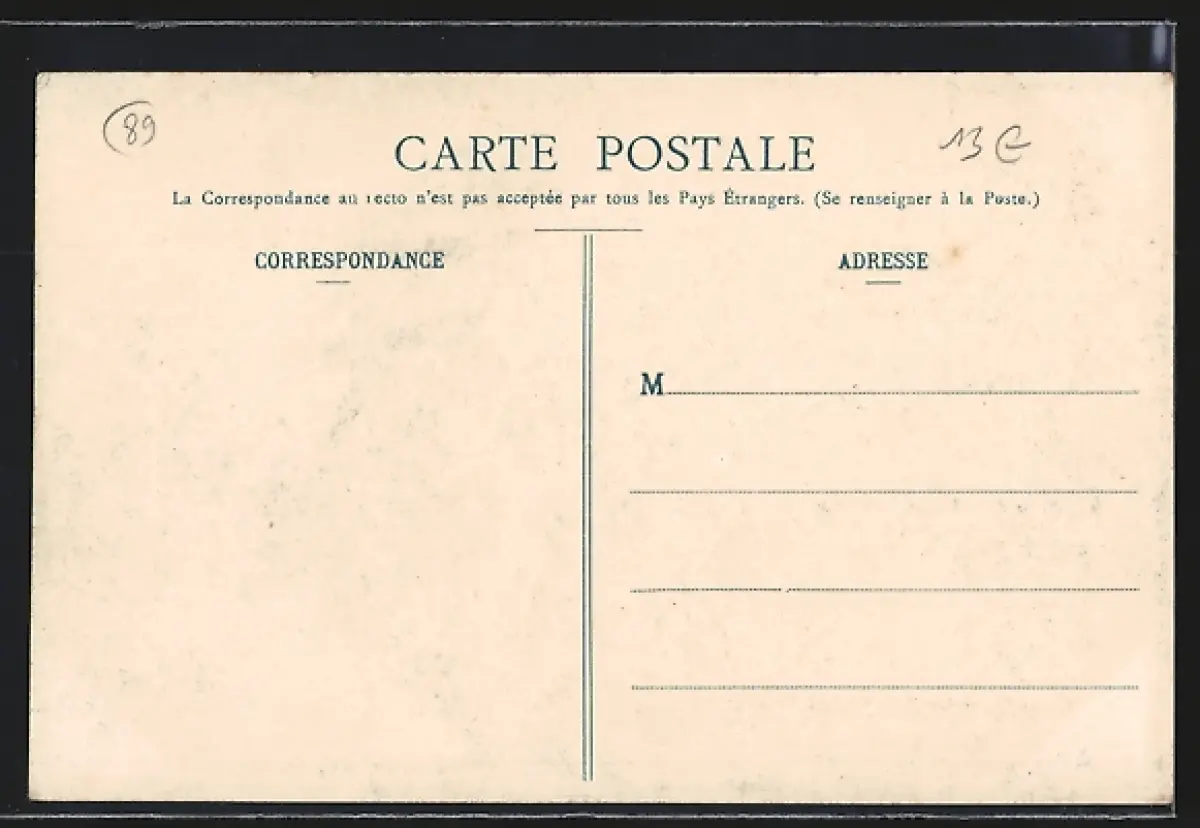 89
CARTE POSTALE
13 €
La Correspondance au recto n'est pas acceptée par tous les Pays Étrangers. (Se renseigner à la Poste.)
CORRESPONDANCE
ADRESSE
M